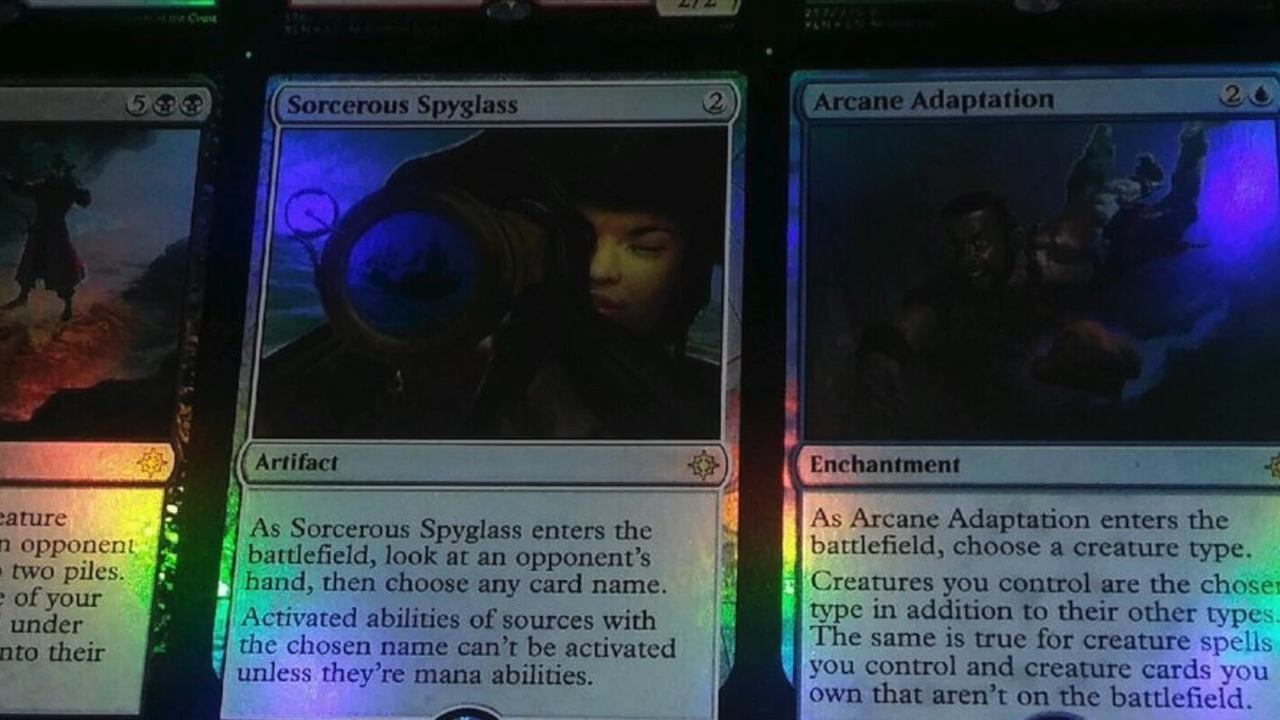 2/2
5
Sorcerous Spyglass
2
Arcane Adaptation
2
Artifact
Enchantment
eature
n opponent
two piles.
of your
under
nto their
As Sorcerous Spyglass enters the
battlefield, look at an opponent's
hand, then choose any card name.
Activated abilities of sources with
the chosen name can't be activated
unless they're mana abilities.
As Arcane Adaptation enters the
battlefield, choose a creature type.
Creatures you control are the chosen
type in addition to their other types.
The same is true for creature spells
you control and creature cards you
own that aren't on the battlefield.